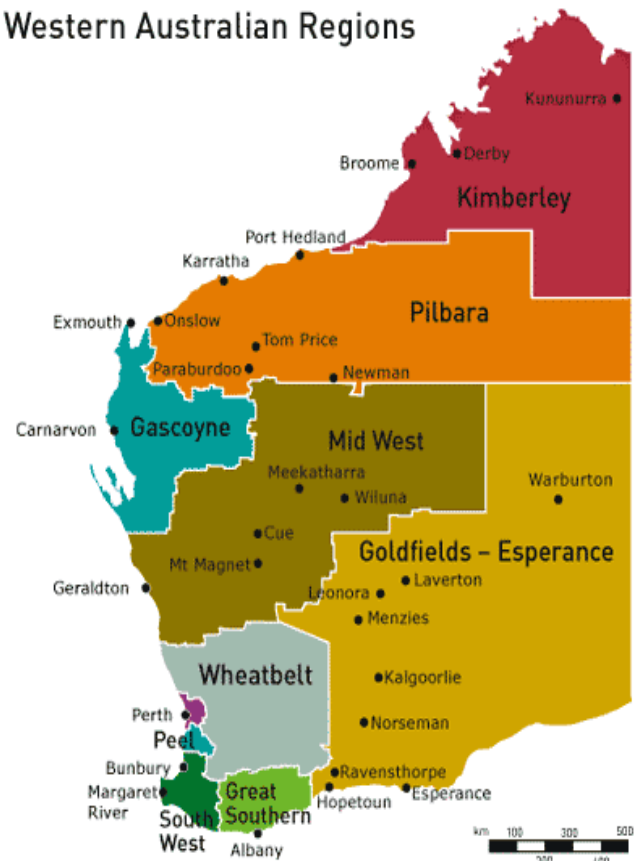 Western Australian Regions
Kununurra
Derby
Broome
Kimberley
Port Hedland
Karratha
Pilbara
Exmouth
Onslow
Tom Price
Paraburdoo
Newman
Carnarvon
Gascoyne
Mid West
Meekatharra
Warburton
Wiluna
Cue
Goldfields – Esperance
Mt Magnet
Laverton
Geraldton
Leonora
Menzies
Wheatbelt
Kalgoorlie
Perth
Norseman
Peel
Bunbury
Ravensthorpe
Margaret
River
Great
Southern
Hopetoun
Esperance
South
West
Albany
km 100 300 500
200 400